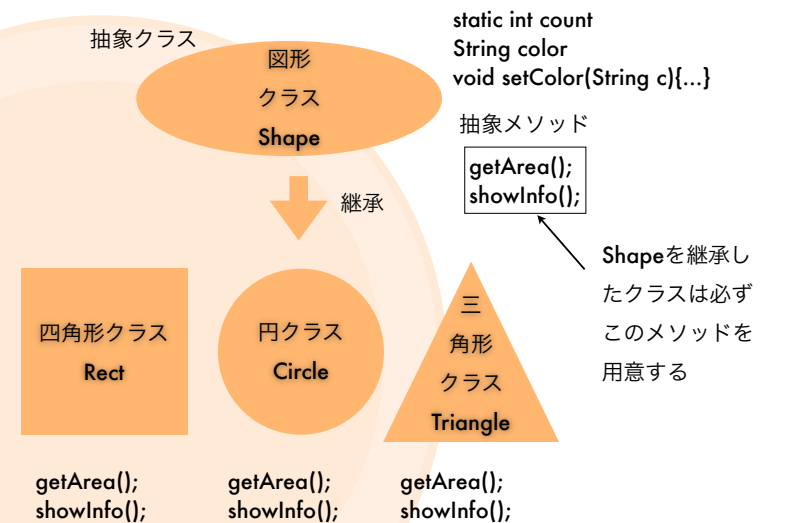 抽象クラス
図形
クラス
Shape
static int count
String color
void setColor(String c){...}
抽象メソッド
getArea();
showInfo();
継承
Shapeを継承し
たクラスは必ず
このメソッドを
用意する
四角形クラス
Rect
円クラス
Circle
三
角形
クラス
Triangle
getArea();
showInfo();
getArea();
showInfo();
getArea();
showInfo();